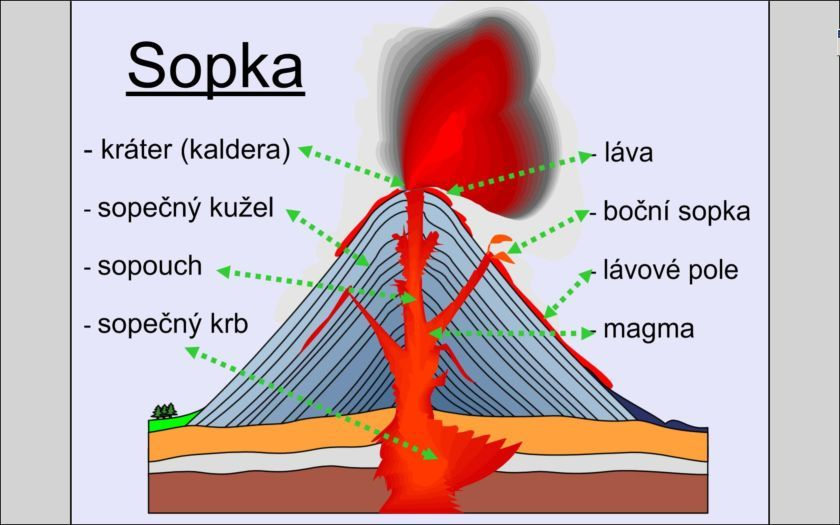 Sopka
- kráter (kaldera)
- sopečný kužel
- sopouch
- sopečný krb
- láva
- boční sopka
- lávové pole
- magma